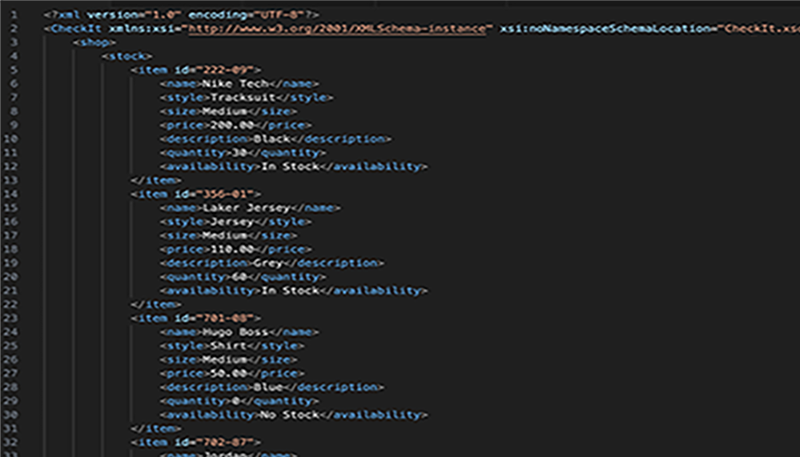 1 <?xml version="1.0" encoding="UTF-8"?>
2 <CheckIt xmlns:xsi="http://www.w3.org/2001/XMLSchema-instance" xsi:noNamespaceSchemaLocation="CheckIt.xsd
3 <shop>
4 <stock>
5 <item id="222-09">
6 <name>Nike Tech</name>
7 <style>Tracksuit</style>
8 <size>Medium</size>
9 <price>200.00</price>
10 <description>Black</description>
11 <quantity>30</quantity>
12 <availability>In Stock</availability>
13 </item>
14 <item id="356-01">
15 <name>Laker Jersey</name>
16 <style>Jersey</style>
17 <size>Medium</size>
18 <price>110.00</price>
19 <description>Grey</description>
20 <quantity>60</quantity>
21 <availability>In Stock</availability>
22 </item>
23 <item id="701-08">
24 <name>Hugo Boss</name>
25 <style>Shirt</style>
26 <size>Medium</size>
27 <price>50.00</price>
28 <description>Blue</description>
29 <quantity>0</quantity>
30 <availability>No Stock</availability>
31 </item>
32 <item id="702-87">
33 <name>Jordan</name>